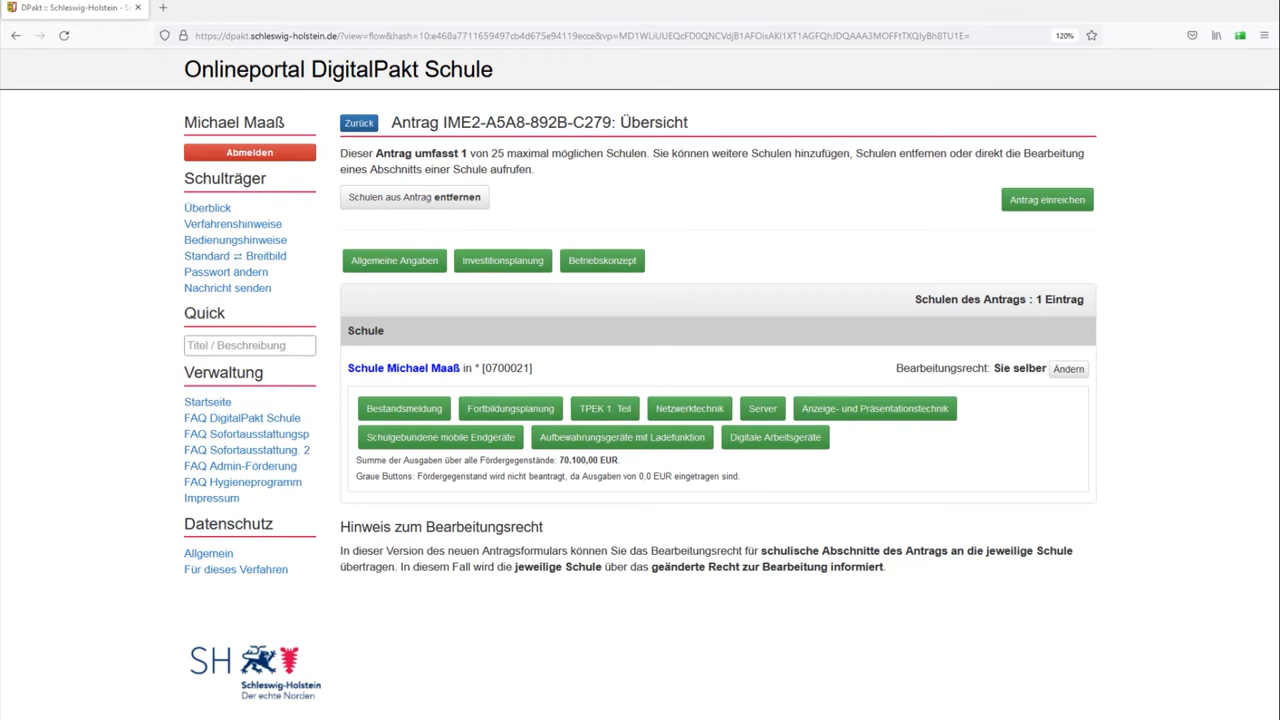 DPakt :: Schleswig-Holstein - S
https://dpakt.schleswig-holstein.de/?view=flow&hash=10:e468a7711659497cb4d675e94119ecce&vp=
120%
Onlineportal DigitalPakt Schule
Michael Maaß
Abmelden
Schulträger
Überblick
Verfahrenshinweise
Bedienungshinweise
Standard ⇄ Breitbild
Passwort ändern
Nachricht senden
Quick
Titel / Beschreibung
Verwaltung
Startseite
FAQ DigitalPakt Schule
FAQ Sofortausstattungsp
FAQ Sofortausstattung. 2
FAQ Admin-Förderung
FAQ Hygieneprogramm
Impressum
Datenschutz
Allgemein
Für dieses Verfahren
SH
Schleswig-Holstein
Der echte Norden
Zurück Antrag IME2-A5A8-892B-C279: Übersicht
Dieser Antrag umfasst 1 von 25 maximal möglichen Schulen. Sie können weitere Schulen hinzufügen, Schulen entfernen oder direkt die Bearbeitung
eines Abschnitts einer Schule aufrufen.
Schulen aus Antrag entfernen
Antrag einreichen
Allgemeine Angaben Investitionsplanung Betriebskonzept
Schulen des Antrags : 1 Eintrag
Schule
Schule Michael Maaß in * [0700021] Bearbeitungsrecht: Sie selber Ändern
Bestandsmeldung Fortbildungsplanung TPEK 1. Teil Netzwerktechnik Server Anzeige- und Präsentationstechnik
Schulgebundene mobile Endgeräte Aufbewahrungsgeräte mit Ladefunktion Digitale Arbeitsgeräte
Summe der Ausgaben über alle Fördergegenstände: 70.100,00 EUR.
Graue Buttons: Fördergegenstand wird nicht beantragt, da Ausgaben von 0,0 EUR eingetragen sind.
Hinweis zum Bearbeitungsrecht
In dieser Version des neuen Antragsformulars können Sie das Bearbeitungsrecht für schulische Abschnitte des Antrags an die jeweilige Schule
übertragen. In diesem Fall wird die jeweilige Schule über das geänderte Recht zur Bearbeitung informiert.